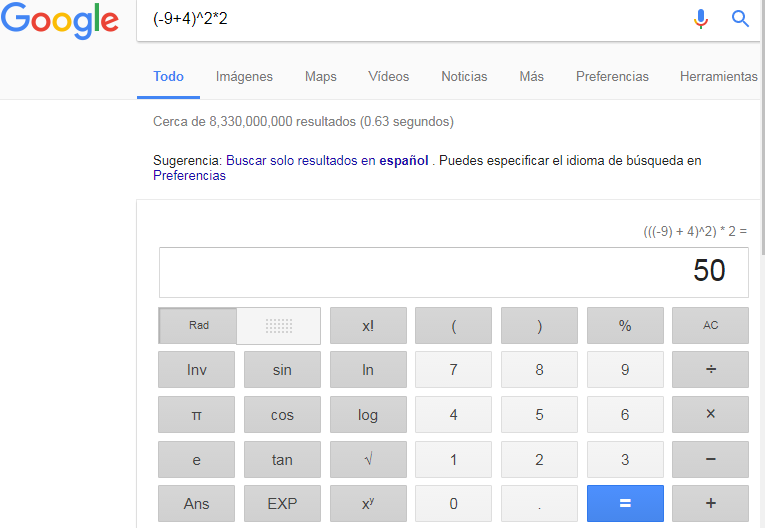 Google (-9+4)^2*2
Todo Imágenes Maps Vídeos Noticias Más Preferencias Herramientas
Cerca de 8,330,000,000 resultados (0.63 segundos)
Sugerencia: Buscar solo resultados en español . Puedes especificar el idioma de búsqueda en
Preferencias
(((-9) + 4)^2) * 2 =
50
Rad x! ( ) % AC
Inv sin ln 7 8 9 ÷
π cos log 4 5 6 ×
e tan √ 1 2 3 −
Ans EXP xʸ 0 . = +